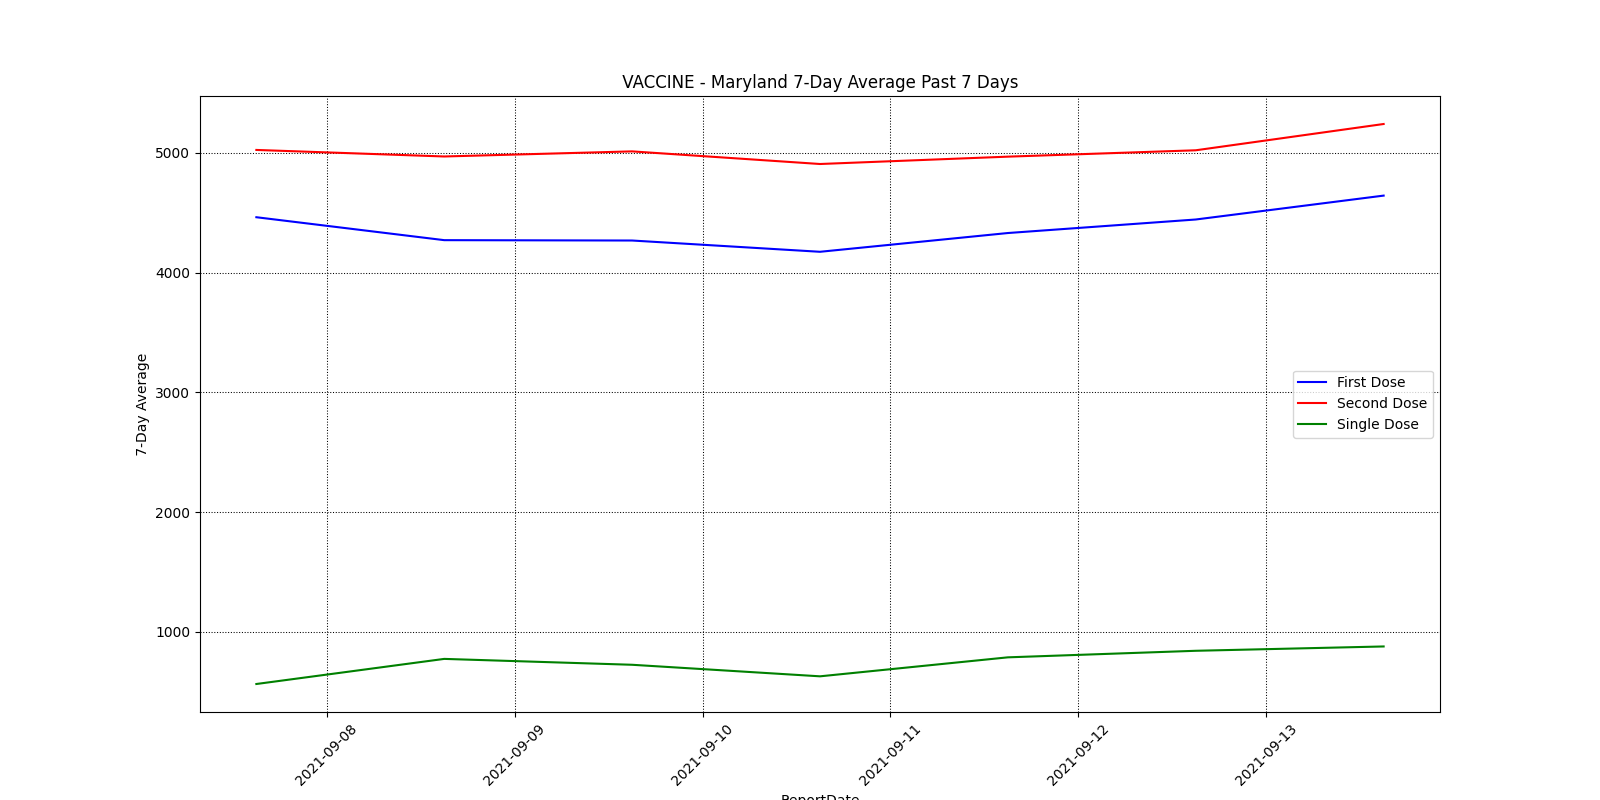 VACCINE - Maryland 7-Day Average Past 7 Days
7-Day Average
5000
4000
3000
2000
1000
First Dose
Second Dose
Single Dose
2021-09-08
2021-09-09
2021-09-10
2021-09-11
2021-09-12
2021-09-13
ReportDate